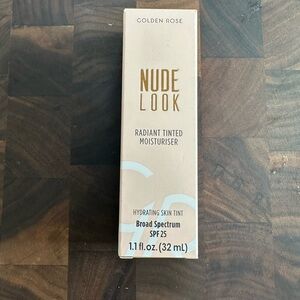 GOLDEN ROSE
NUDE
LOOK
RADIANT TINTED
MOISTURISER
HYDRATING SKIN TINT
Broad Spectrum
SPF 25
1.1 fl. oz. (32 mL)